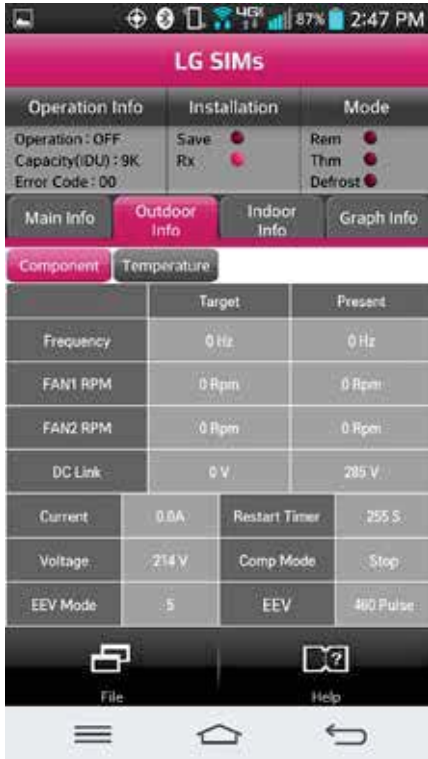 4G LTE 87% 2:47 PM
LG SIMs
Operation Info Installation Mode
Operation : OFF Save Rem
Capacity(IDU) : 9K Rx Thm
Error Code : 00 Defrost
Main Info Outdoor Info Indoor Info Graph Info
Component Temperature
Target Present
Frequency 0 Hz 0 Hz
FAN1 RPM 0 Rpm 0 Rpm
FAN2 RPM 0 Rpm 0 Rpm
DC Link 0 V 285 V
Current 0.0A Restart Timer 255 S
Voltage 214 V Comp Mode Stop
EEV Mode 5 EEV 460 Pulse
File Help